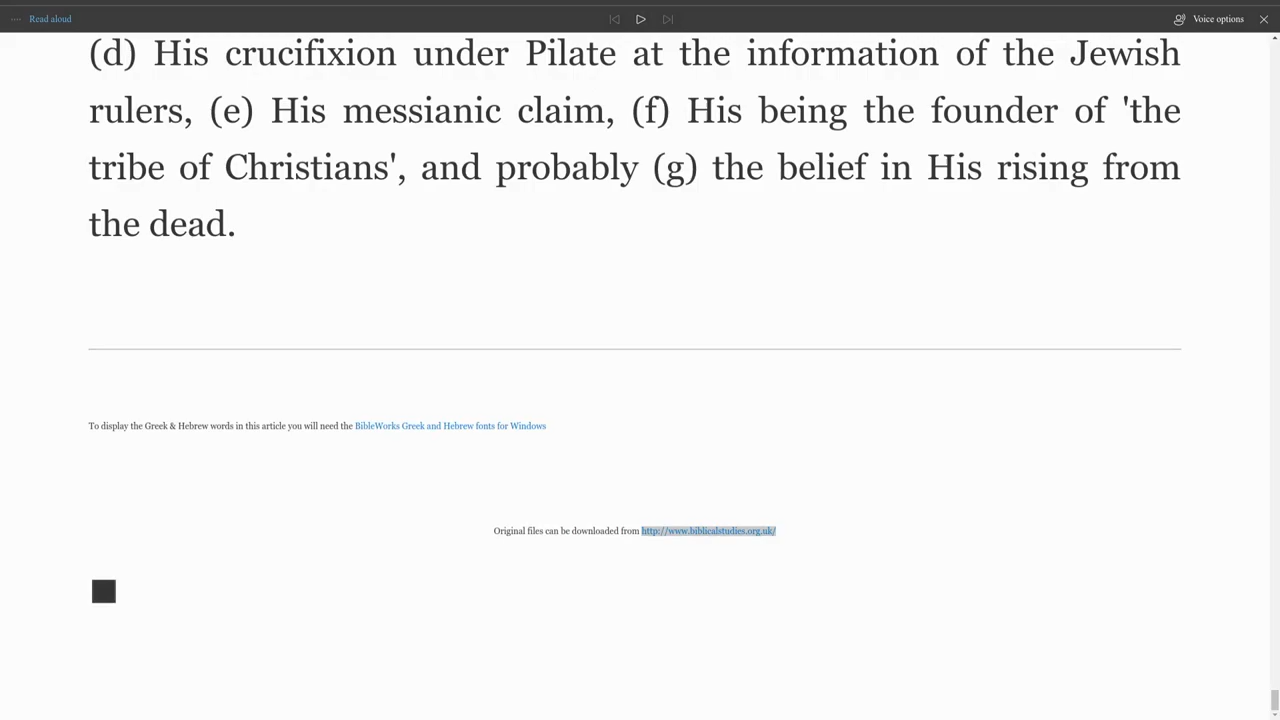 Read aloud
Voice options
(d) His crucifixion under Pilate at the information of the Jewish
rulers, (e) His messianic claim, (f) His being the founder of 'the
tribe of Christians', and probably (g) the belief in His rising from
the dead.
To display the Greek & Hebrew words in this article you will need the BibleWorks Greek and Hebrew fonts for Windows
Original files can be downloaded from http://www.biblicalstudies.org.uk/